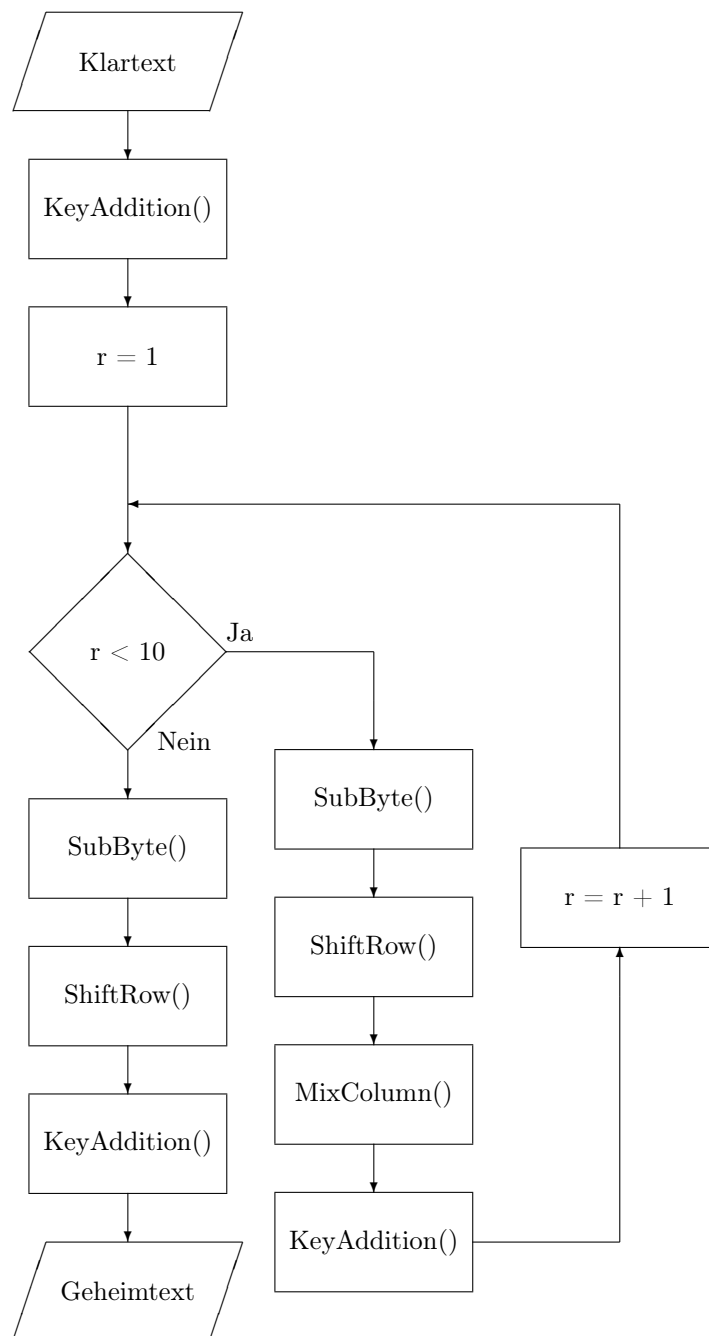 Klartext
KeyAddition()
r = 1
r < 10
Ja
Nein
SubByte()
ShiftRow()
KeyAddition()
Geheimtext
SubByte()
ShiftRow()
MixColumn()
KeyAddition()
r = r + 1